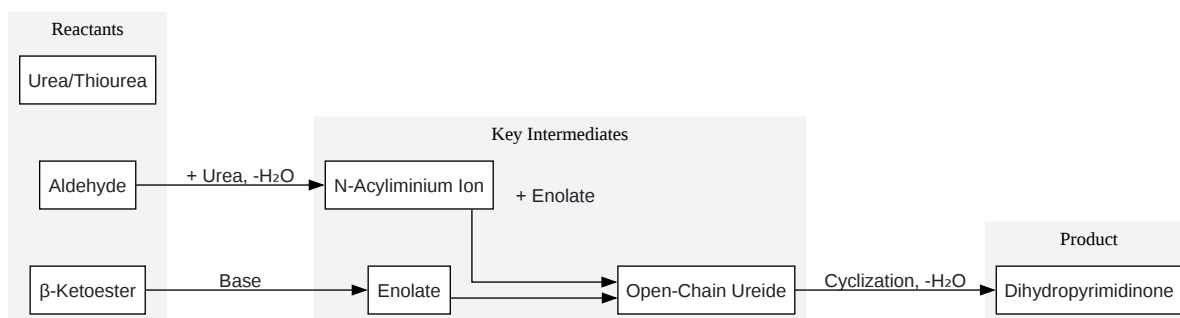 Reactants
Urea/Thiourea
Key Intermediates
Aldehyde
+ Urea, -H₂O
N-Acyliminium Ion
+ Enolate
Product
β-Ketoester
Base
Enolate
Open-Chain Ureide
Cyclization, -H₂O
Dihydropyrimidinone